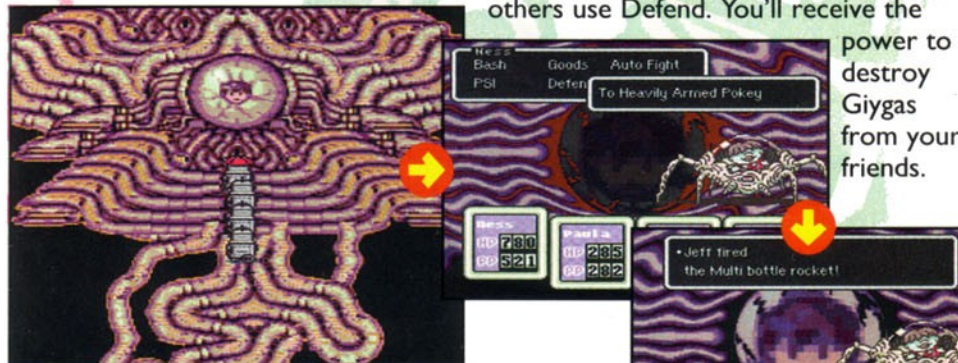 others use Defend. You'll receive the
power to
destroy
Giygas
from your
friends.
Ness
Bash Goods Auto Fight
PSI Defen
To Heavily Armed Pokey
Ness
HP 780
PP 521
Paula
HP 285
PP 282
•Jeff fired
the Multi bottle rocket!